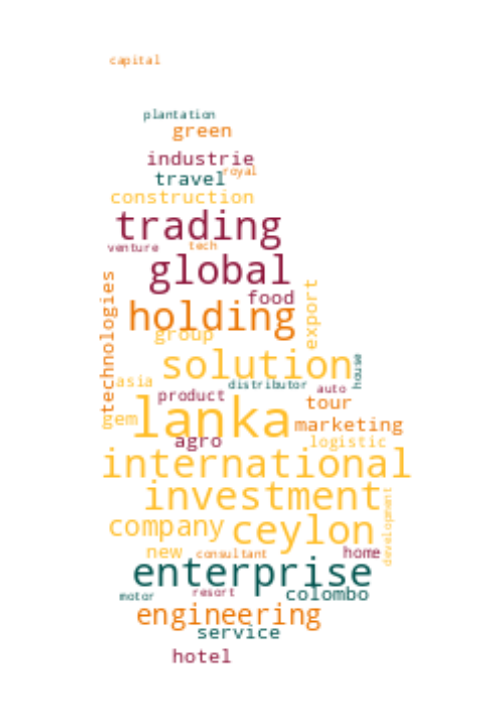 capital
plantation
green
industrie
royal
travel
construction
trading
venture
tech
global
food
technologies
export
holding
group
solution
house
asia
distributor
auto
product
tour
lanka
gem
marketing
agro
logistic
international
investment
development
company
ceylon
new
consultant
home
enterprise
motor
resort
colombo
engineering
service
hotel